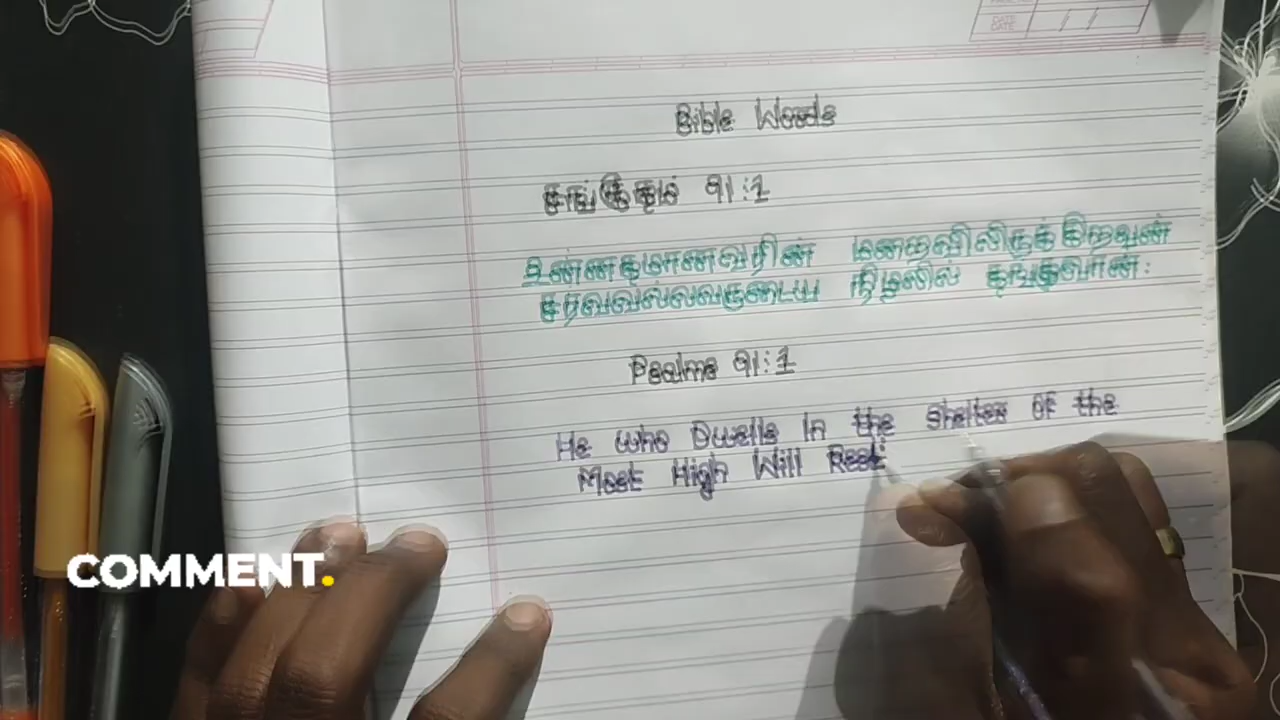 DATE
Bible Words
சங்கீதம் 91:1
உன்னதமானவரின் மறைவிலிருக்கிறவன்
சர்வவல்லவருடைய நிழலில் தங்குவான்.
Psalms 91:1
He who Dwells In the Shelter Of the
Most High Will Rest
COMMENT.